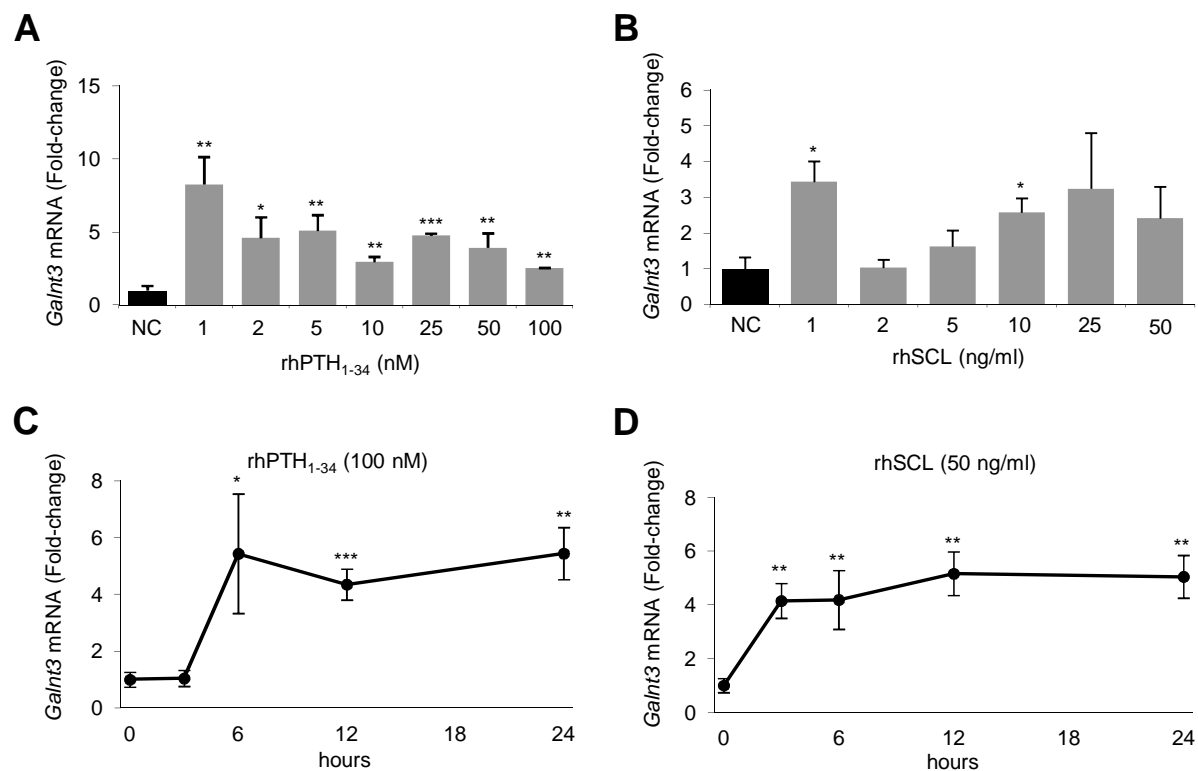 A
Galnt3 mRNA (Fold-change)
15
10
5
0
**
*
**
**
***
**
**
NC 1 2 5 10 25 50 100
rhPTH1-34 (nM)
B
Galnt3 mRNA (Fold-change)
6
5
4
3
2
1
0
*
*
NC 1 2 5 10 25 50
rhSCL (ng/ml)
C
rhPTH1-34 (100 nM)
Galnt3 mRNA (Fold-change)
8
6
4
2
0
*
***
**
0 6 12 18 24
hours
D
rhSCL (50 ng/ml)
Galnt3 mRNA (Fold-change)
8
6
4
2
0
**
**
**
**
0 6 12 18 24
hours